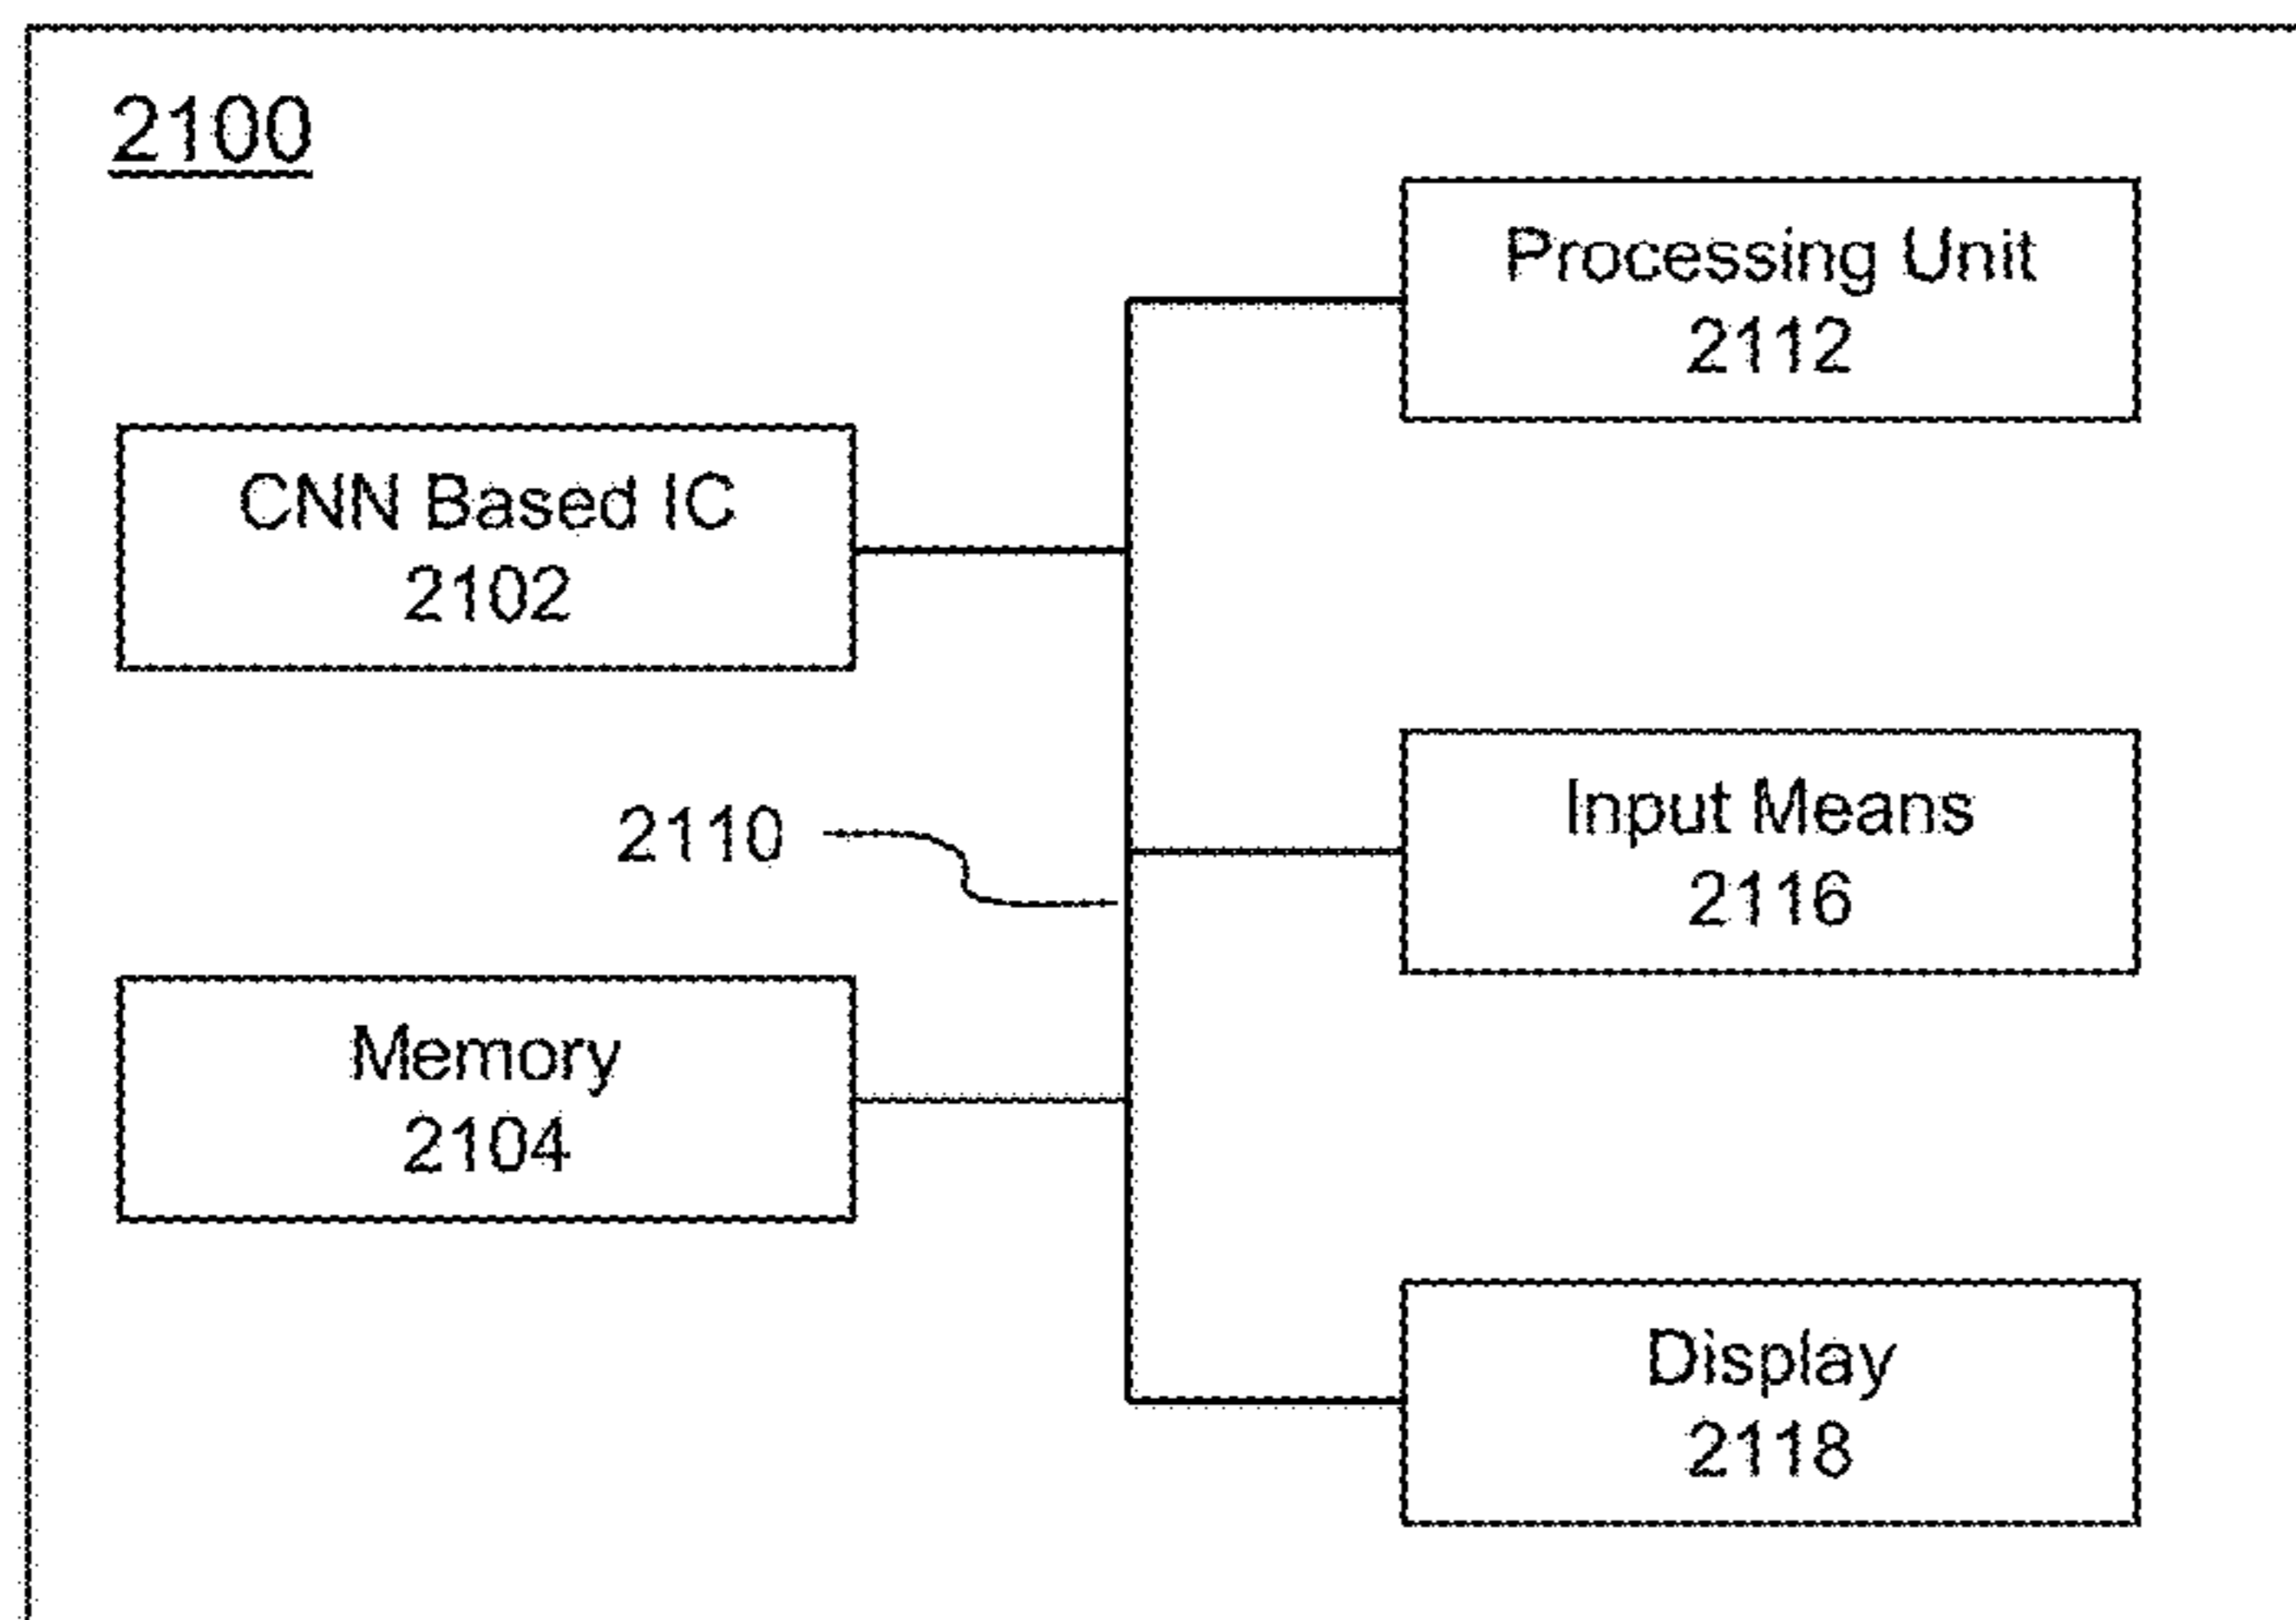 2100
Processing Unit
2112
CNN Based IC
2102
Input Means
2116
2110
Memory
2104
Display
2118